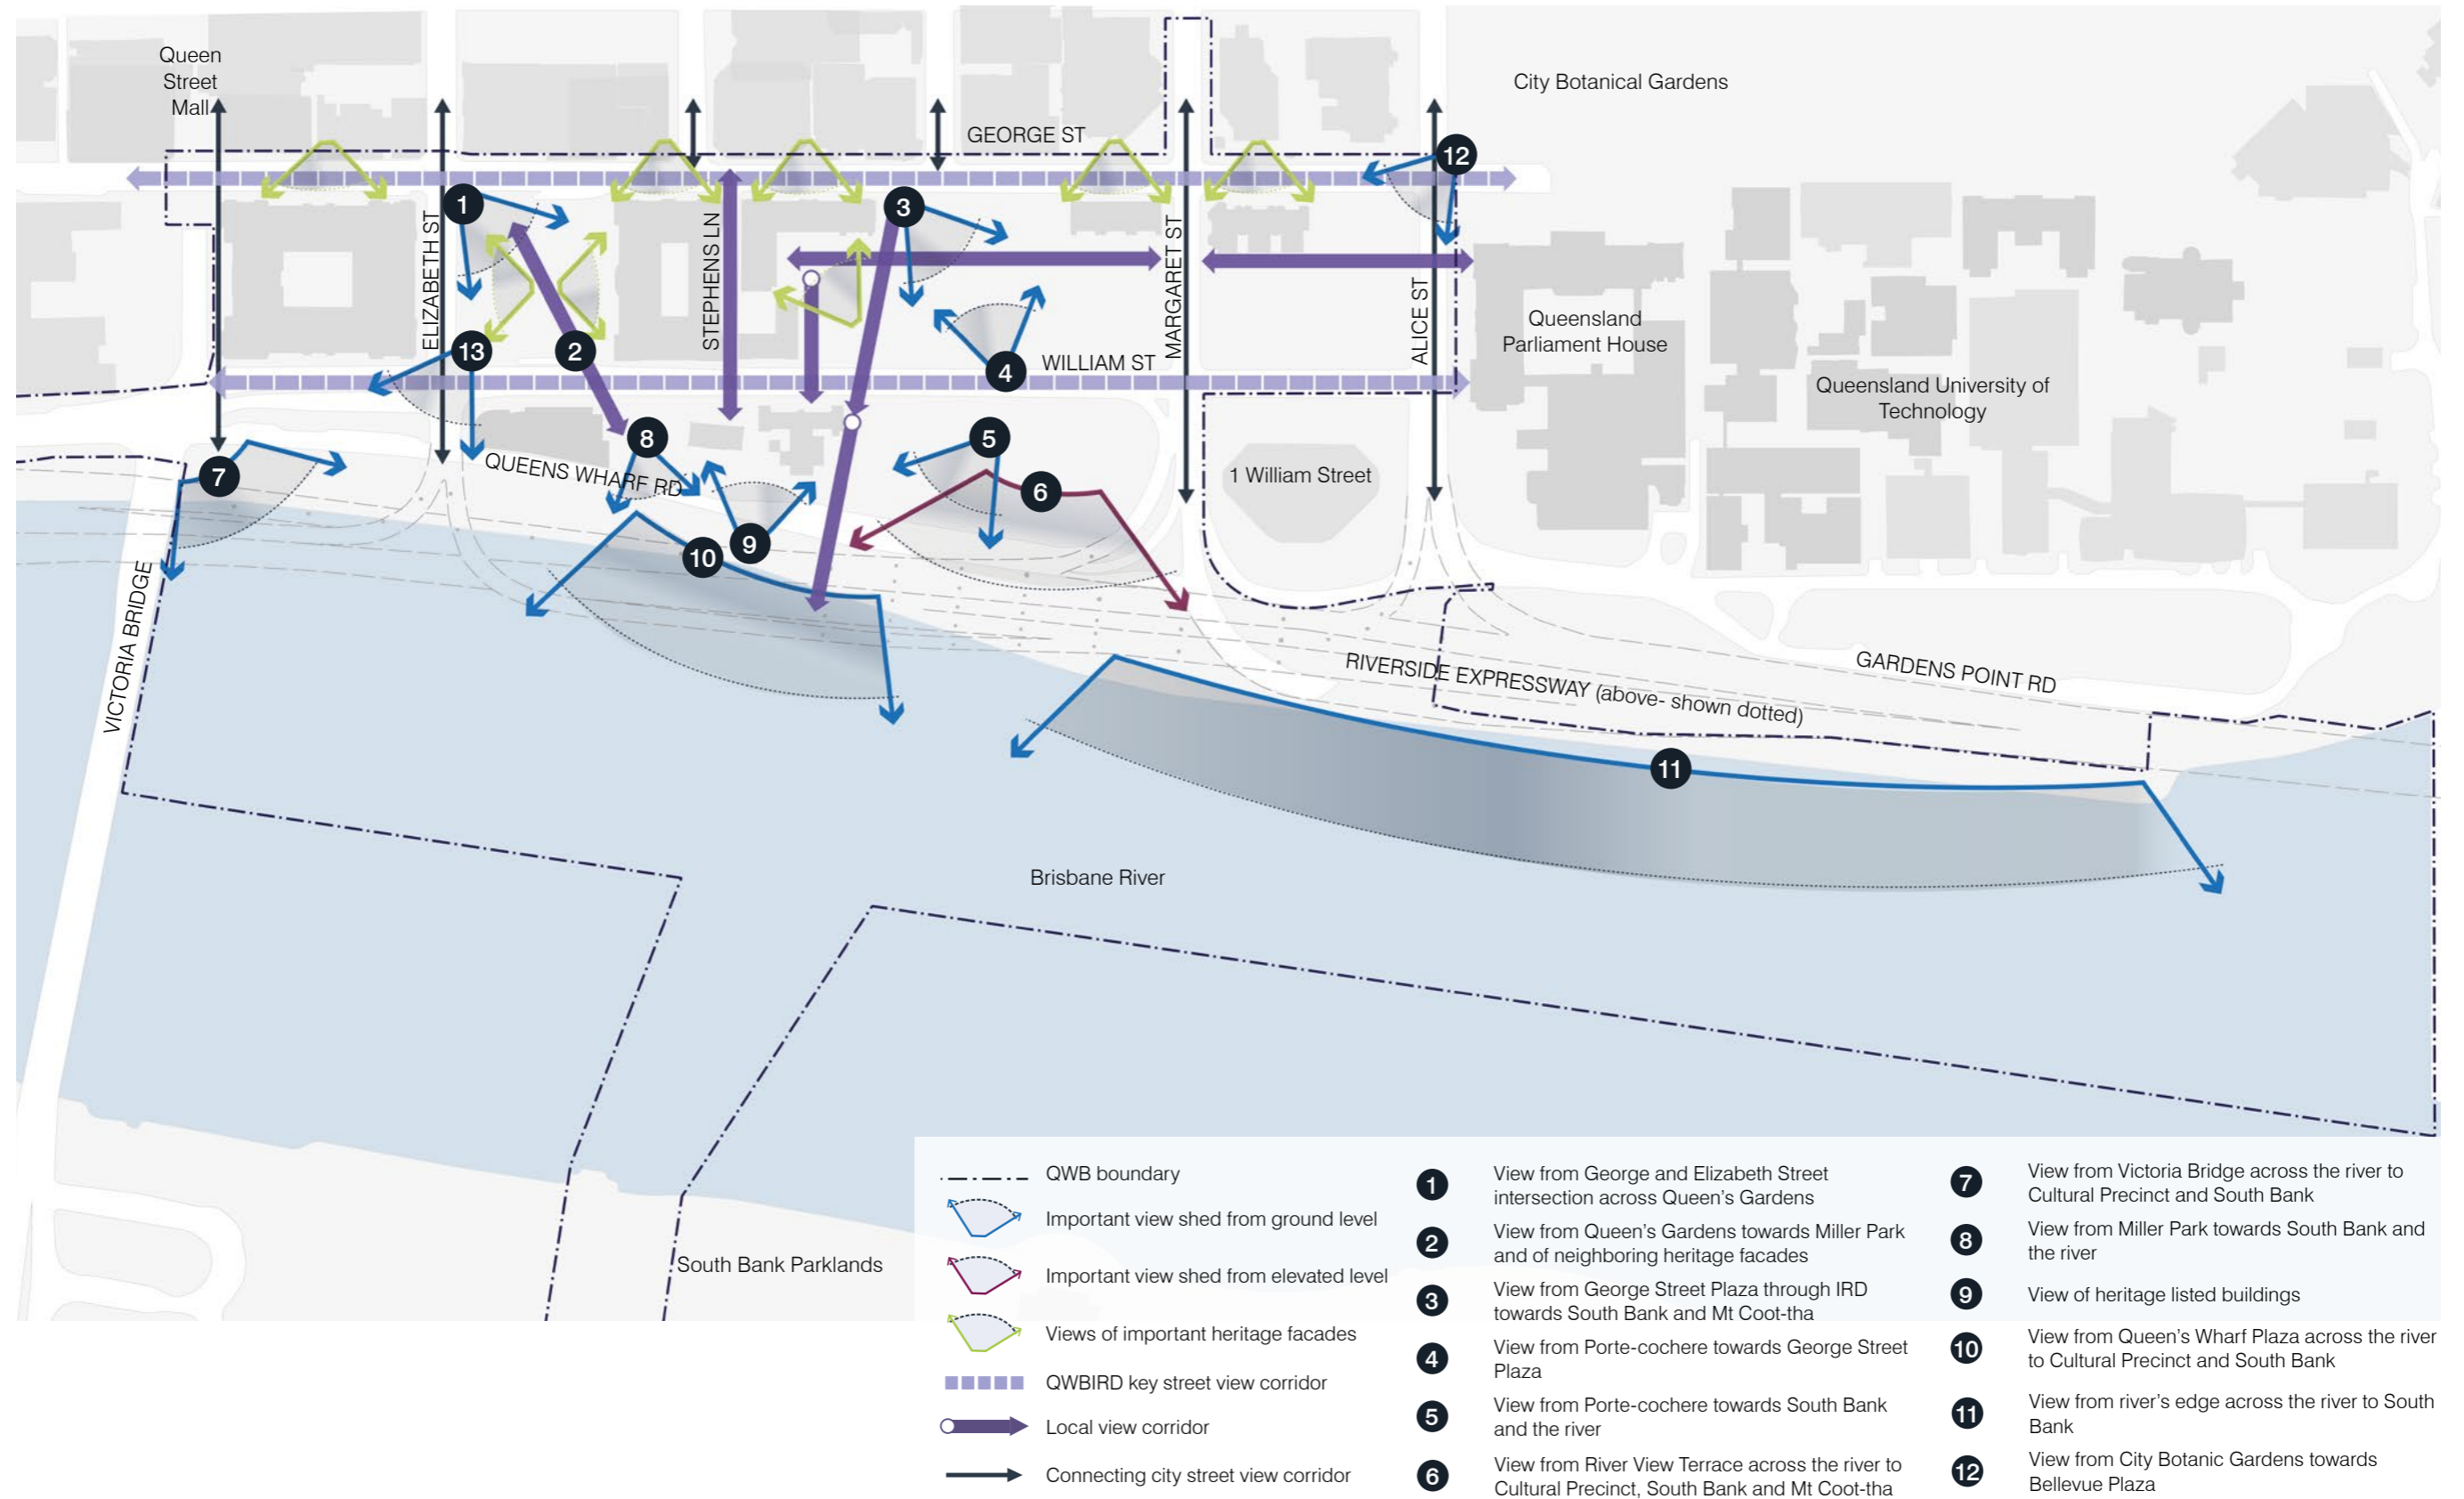 Queen
Street
Mall
City Botanical Gardens
GEORGE ST
12
1
3
ELIZABETH ST
STEPHENS LN
MARGARET ST
ALICE ST
Queensland
Parliament House
13
2
4
WILLIAM ST
Queensland University of
Technology
8
5
7
QUEENS WHARF RD
6
1 William Street
10
9
VICTORIA BRIDGE
RIVERSIDE EXPRESSWAY (above- shown dotted)
GARDENS POINT RD
11
Brisbane River
South Bank Parklands
QWB boundary
Important view shed from ground level
Important view shed from elevated level
Views of important heritage facades
QWBIRD key street view corridor
Local view corridor
Connecting city street view corridor
1
View from George and Elizabeth Street
intersection across Queen's Gardens
2
View from Queen's Gardens towards Miller Park
and of neighboring heritage facades
3
View from George Street Plaza through IRD
towards South Bank and Mt Coot-tha
4
View from Porte-cochere towards George Street
Plaza
5
View from Porte-cochere towards South Bank
and the river
6
View from River View Terrace across the river to
Cultural Precinct, South Bank and Mt Coot-tha
7
View from Victoria Bridge across the river to
Cultural Precinct and South Bank
8
View from Miller Park towards South Bank and
the river
9
View of heritage listed buildings
10
View from Queen's Wharf Plaza across the river
to Cultural Precinct and South Bank
11
View from river's edge across the river to South
Bank
12
View from City Botanic Gardens towards
Bellevue Plaza